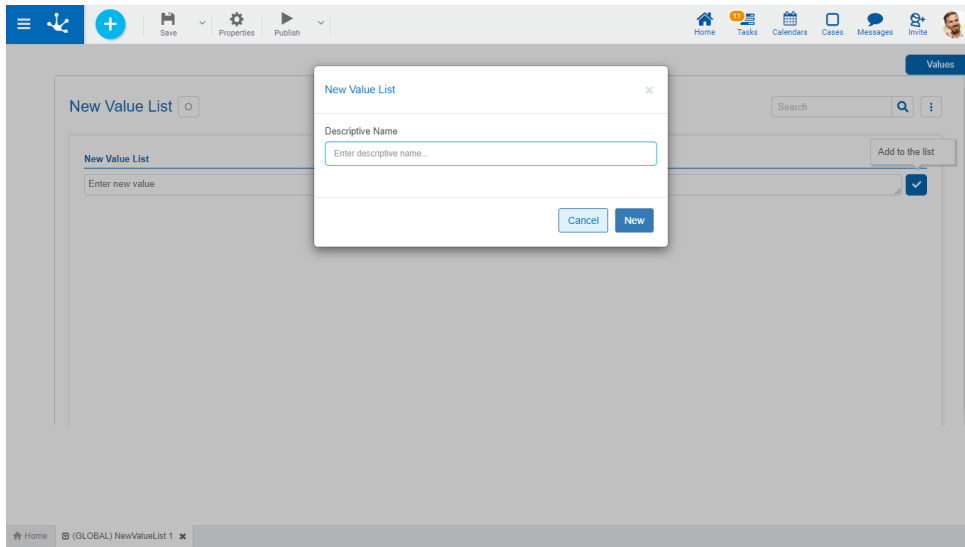 Save
Properties
Publish
Home
11
Tasks
Calendars
Cases
Messages
Invite
Values
New Value List
Search
New Value List
Add to the list
Enter new value
New Value List
Descriptive Name
Enter descriptive name...
Cancel
New
Home
(GLOBAL) NewValueList 1